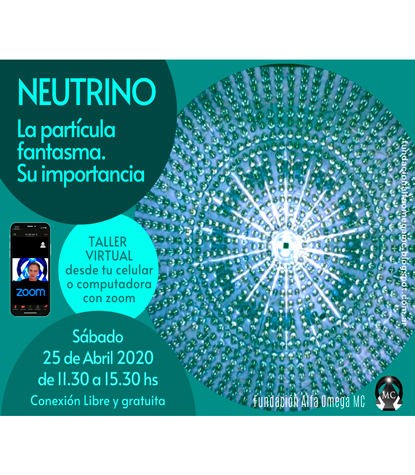 NEUTRINO
La partícula
fantasma.
Su importancia
TALLER
VIRTUAL
desde tu celular
o computadora
con zoom
zoom
Sábado
25 de Abril 2020
de 11.30 a 15.30 hs
Conexión Libre y gratuita
Fundación Alfa Omega MC
MC